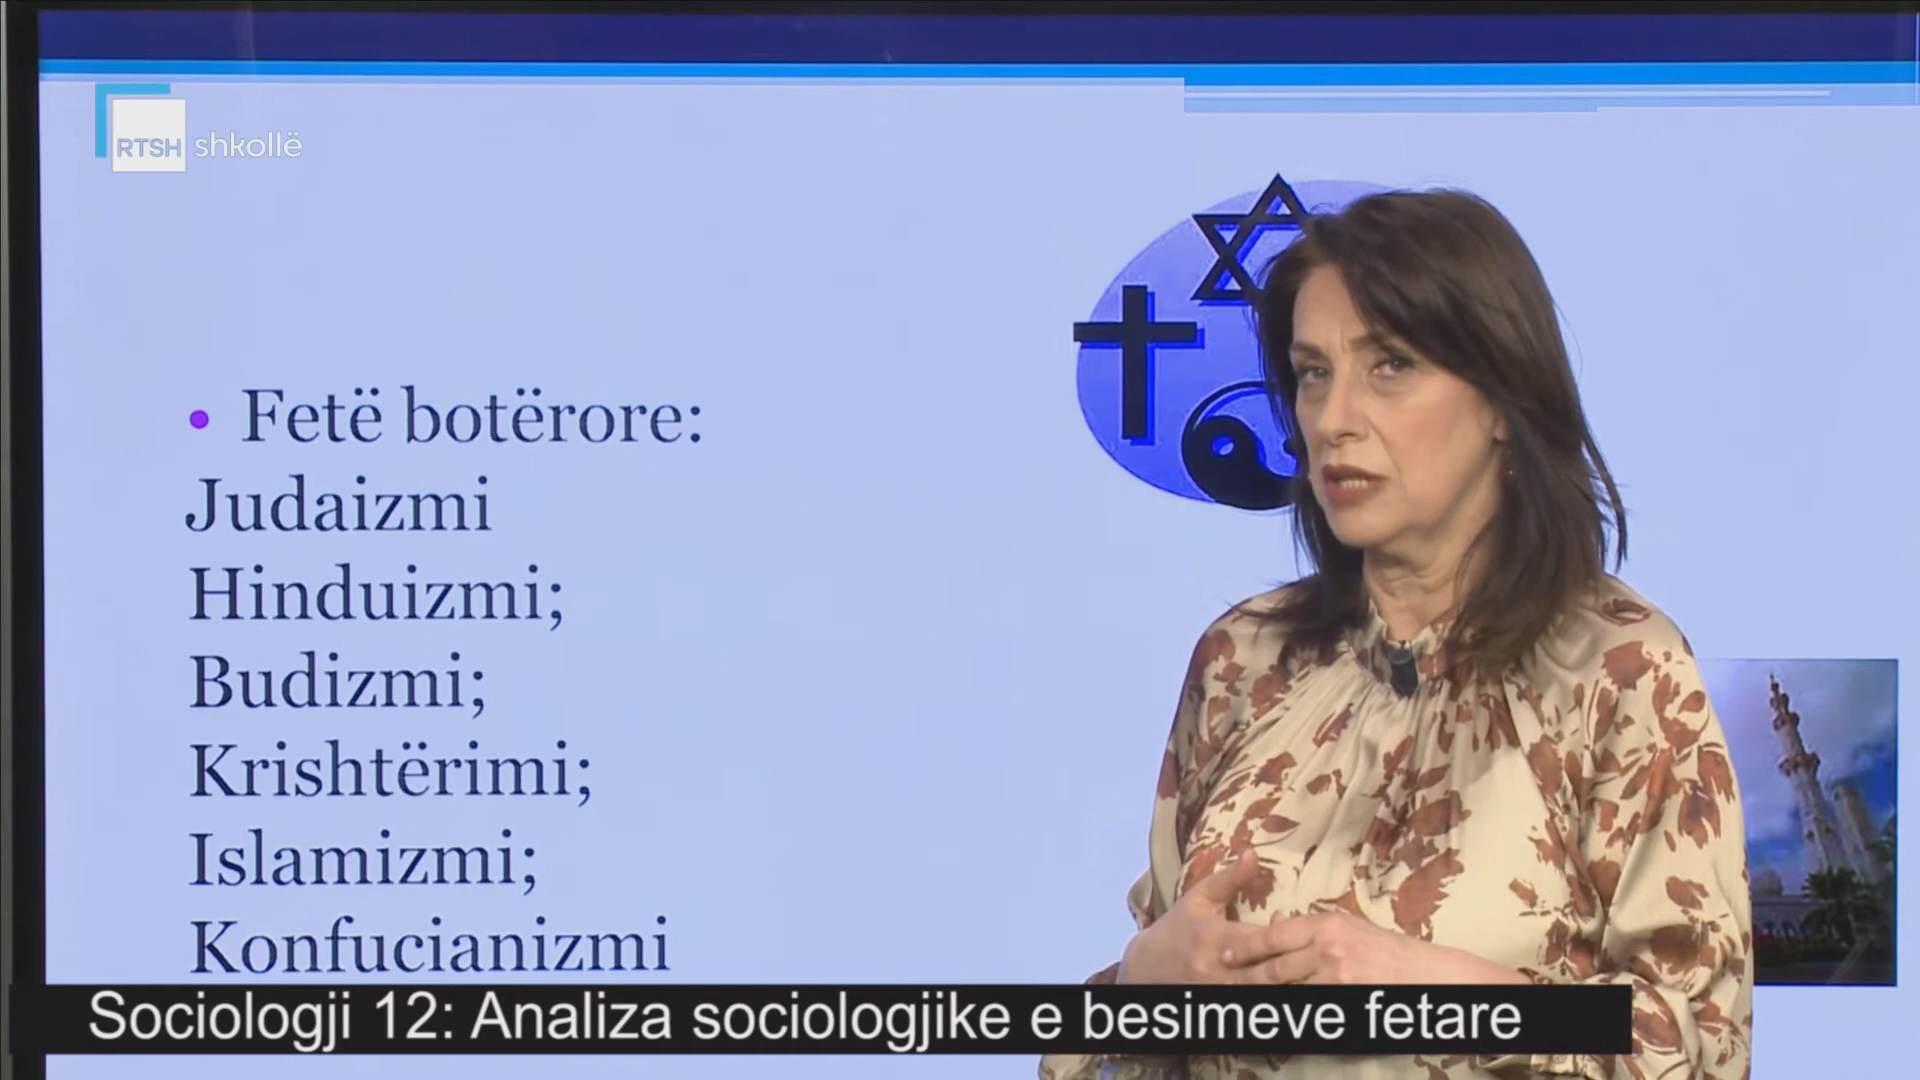 RTSH shkollë
• Fetë botërore:
Judaizmi
Hinduizmi;
Budizmi;
Krishtërimi;
Islamizmi;
Konfucianizmi
Sociologji 12: Analiza sociologjike e besimeve fetare